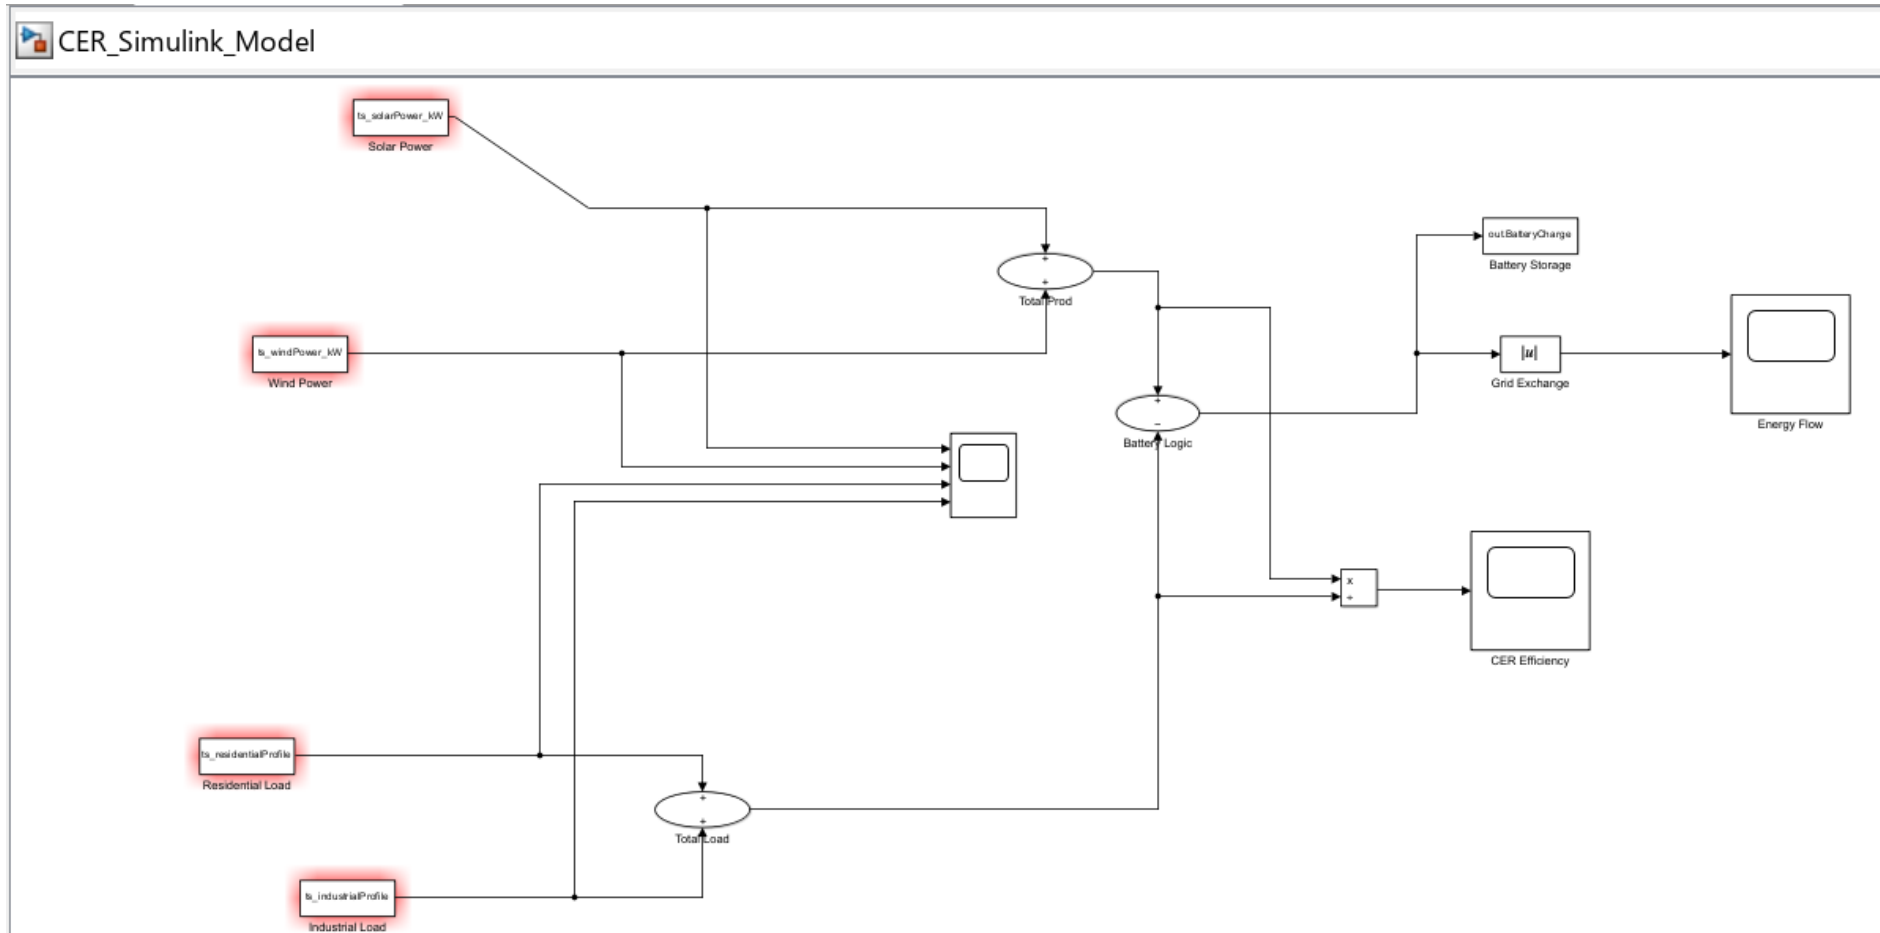 CER_Simulink_Model
ts_solarPower_kW
Solar Power
out.BatteryCharge
Battery Storage
+
+
Total Prod
ts_windPower_kW
Wind Power
|u|
Grid Exchange
+
−
Battery Logic
Energy Flow
x
÷
CER Efficiency
ts_residentialProfile
Residential Load
+
+
Total Load
ts_industrialProfile
Industrial Load